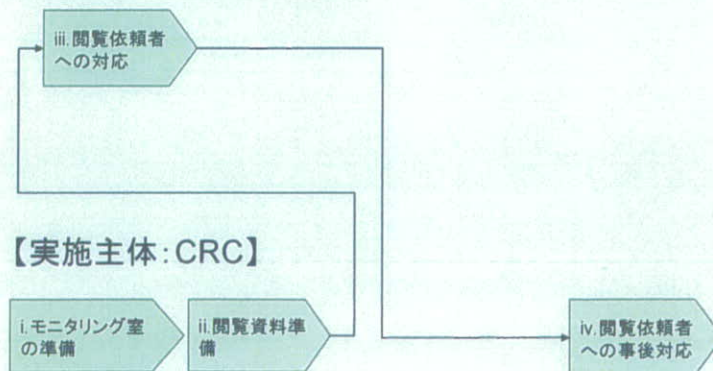 iii.閲覧依頼者
への対応
【実施主体:CRC】
i.モニタリング室
の準備
ii.閲覧資料準
備
iv.閲覧依頼者
への事後対応